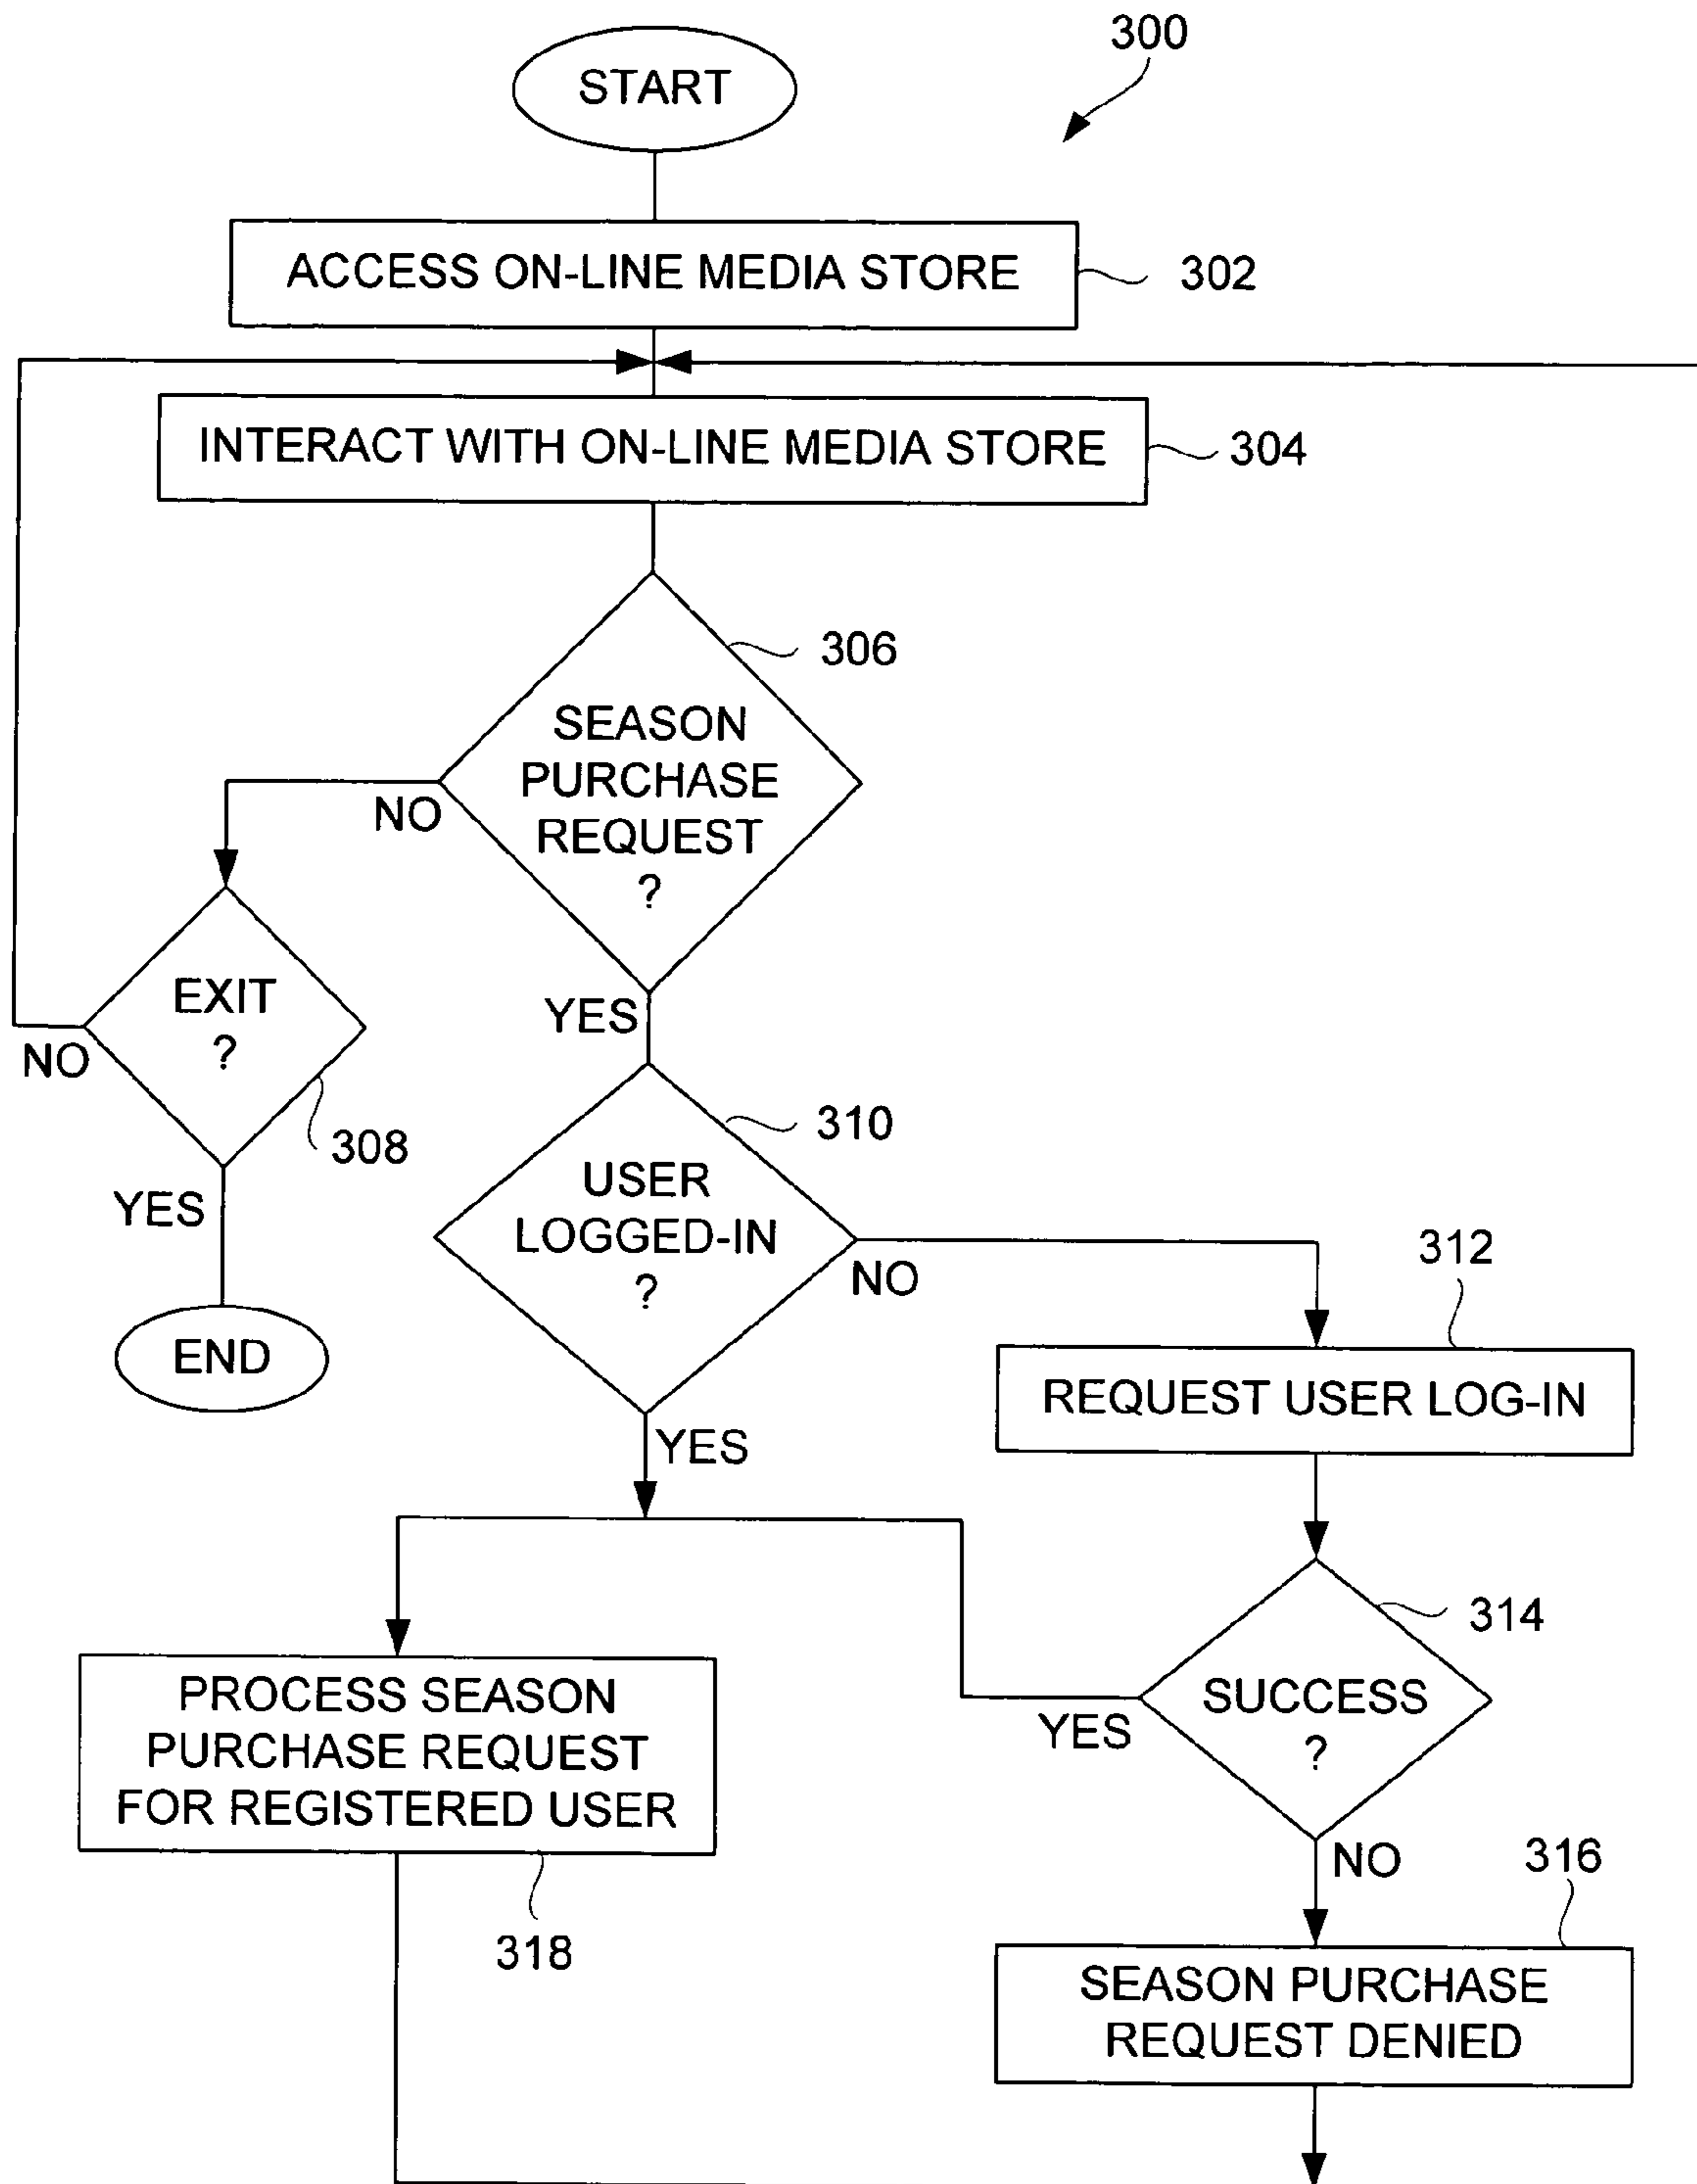 300
START
ACCESS ON-LINE MEDIA STORE
302
INTERACT WITH ON-LINE MEDIA STORE
304
306
SEASON
PURCHASE
REQUEST
?
NO
EXIT
?
NO
308
YES
YES
END
310
USER
LOGGED-IN
?
NO
YES
312
REQUEST USER LOG-IN
314
SUCCESS
?
YES
NO
PROCESS SEASON
PURCHASE REQUEST
FOR REGISTERED USER
318
316
SEASON PURCHASE
REQUEST DENIED